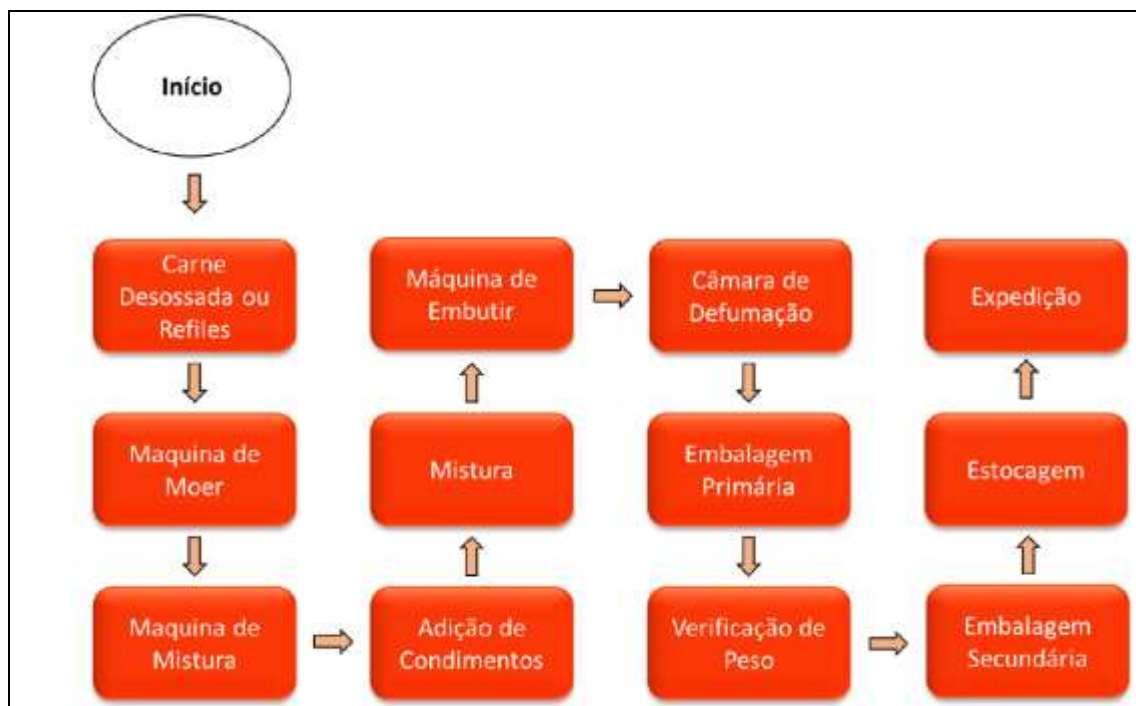 Início
Carne
Desossada ou
Refiles
Maquina de
Moer
Maquina de
Mistura
Adição de
Condimentos
Mistura
Máquina de
Embutir
Câmara de
Defumação
Embalagem
Primária
Verificação de
Peso
Embalagem
Secundária
Estocagem
Expedição